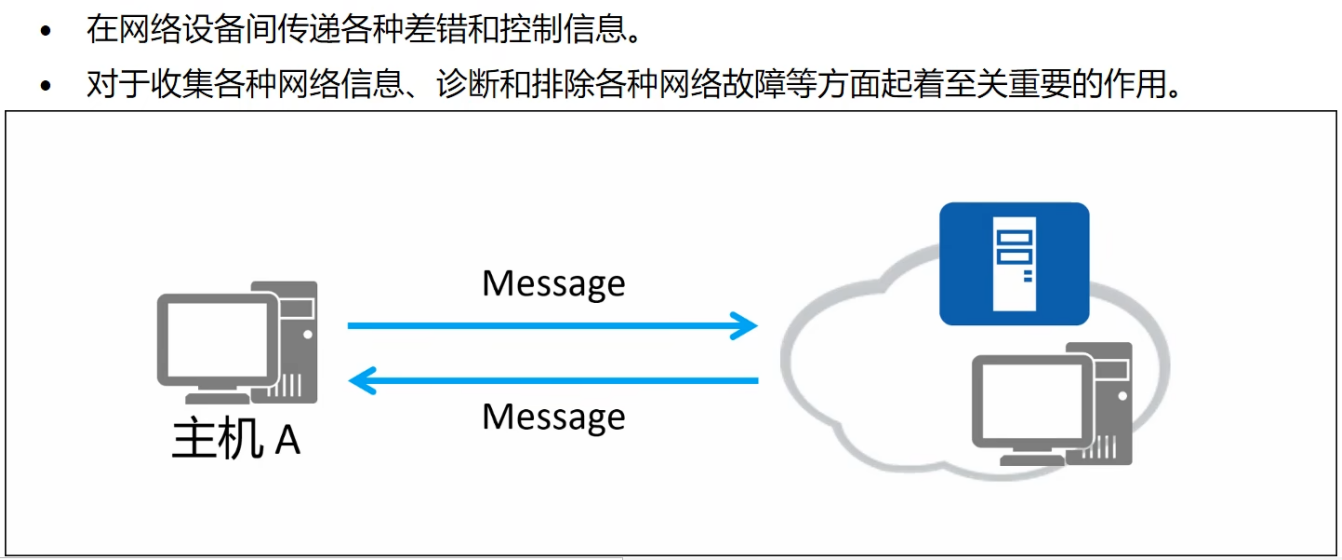 • 在网络设备间传递各种差错和控制信息。
• 对于收集各种网络信息、诊断和排除各种网络故障等方面起着至关重要的作用。
Message
Message
主机 A